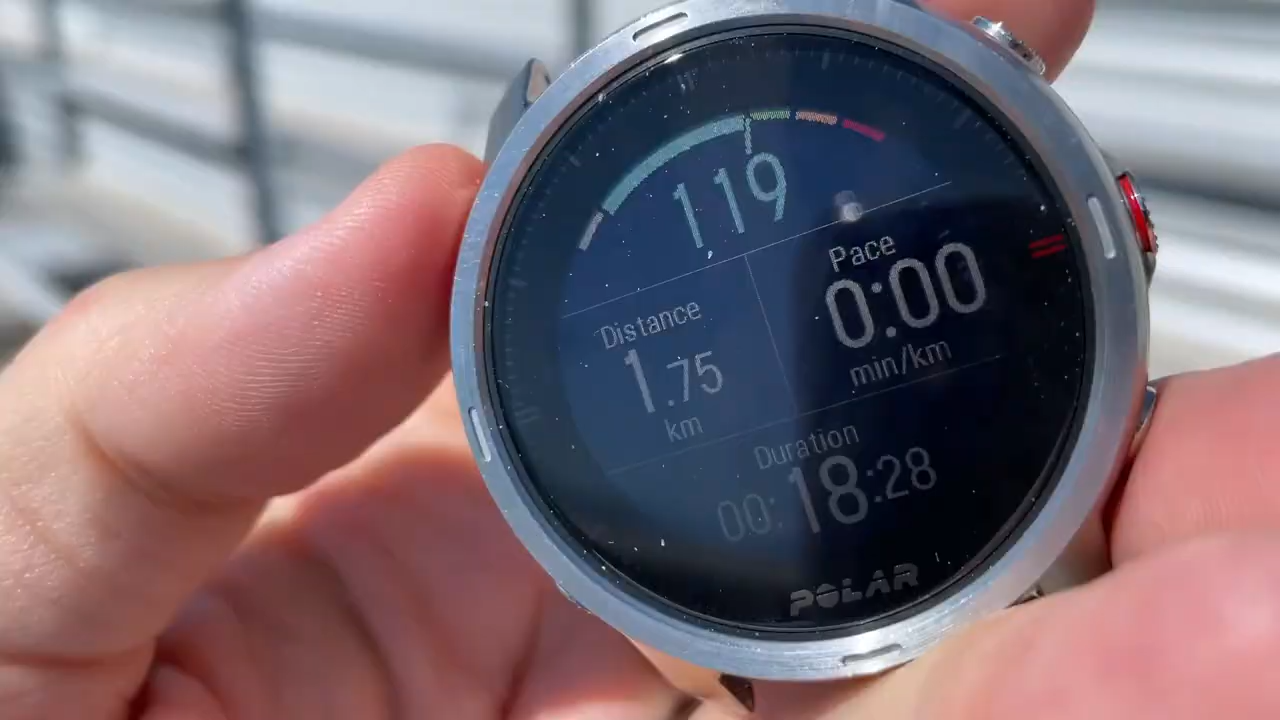 119
Pace
0:00
min/km
Distance
1.75
km
Duration
00:18:28
POLAR